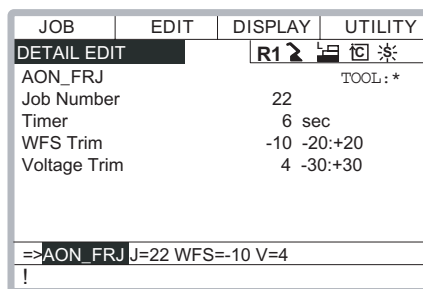 JOB EDIT DISPLAY UTILITY
DETAIL EDIT R1 C S
AON_FRJ TOOL:*
Job Number 22
Timer 6 sec
WFS Trim -10 -20:+20
Voltage Trim 4 -30:+30
=>AON_FRJ J=22 WFS=-10 V=4
!